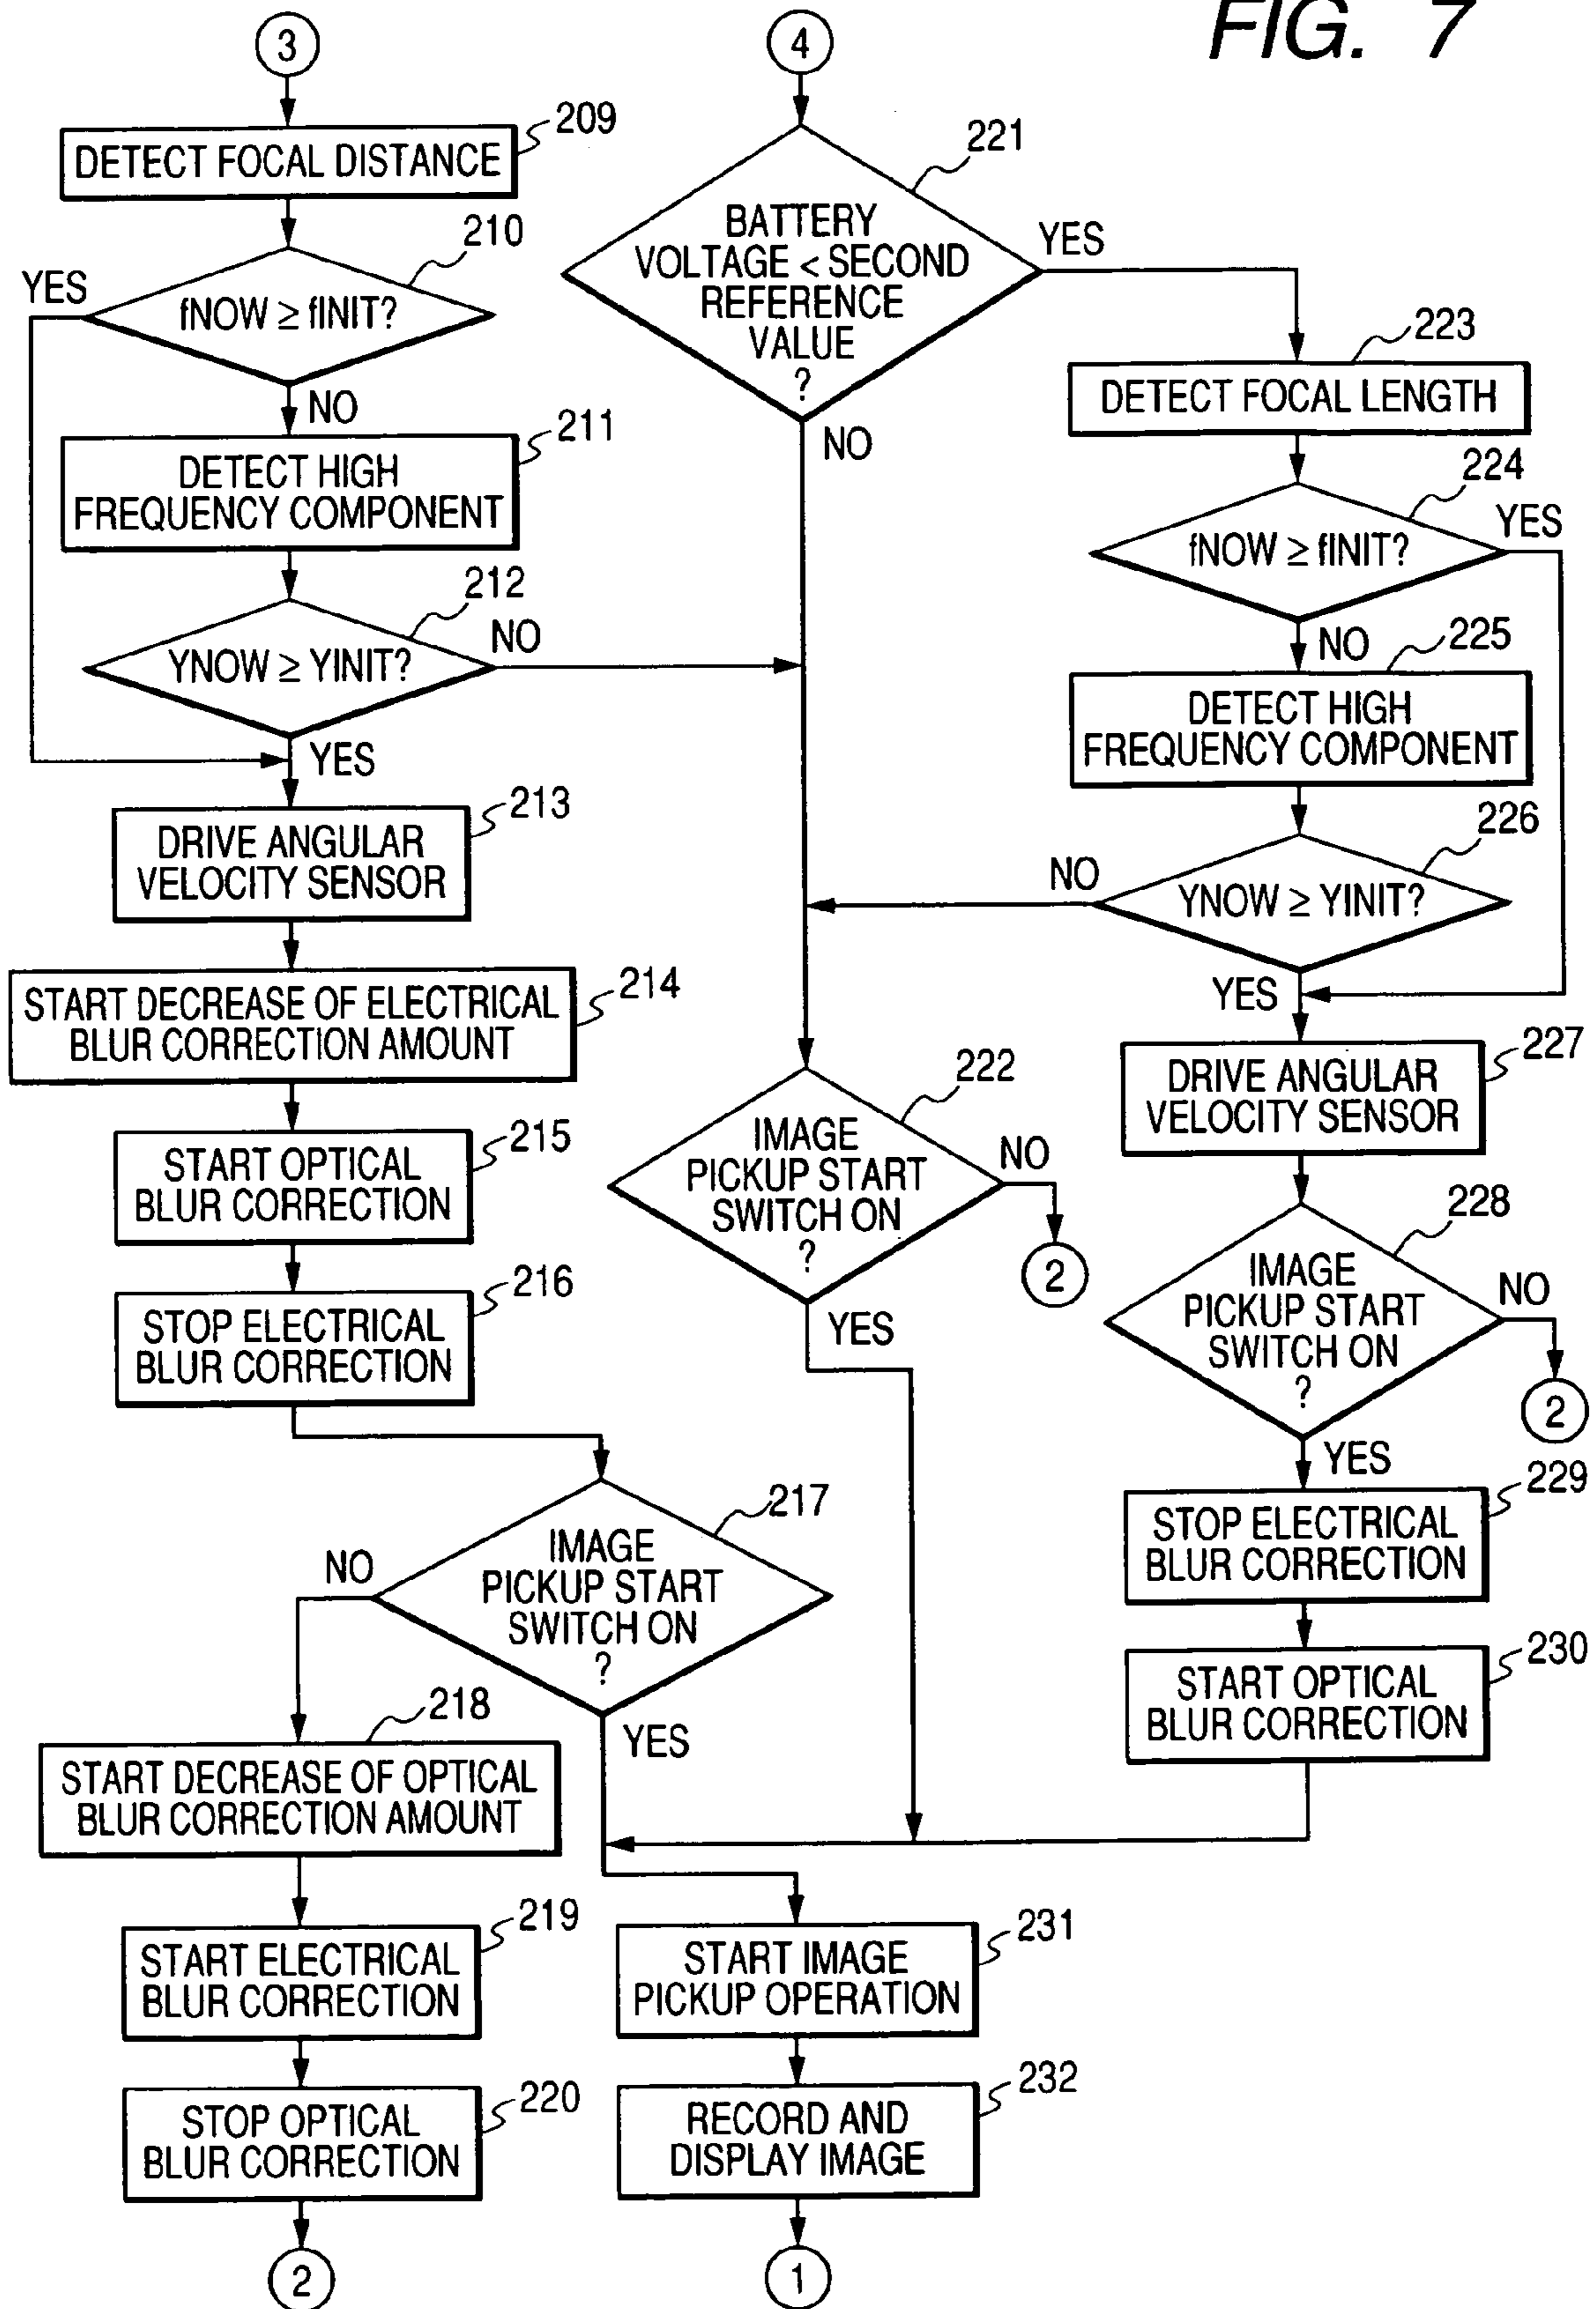 FIG. 7
3
DETECT FOCAL DISTANCE
209
fNOW ≥ fINIT?
210
YES
NO
DETECT HIGH
FREQUENCY COMPONENT
211
YNOW ≥ YINIT?
212
NO
YES
DRIVE ANGULAR
VELOCITY SENSOR
213
START DECREASE OF ELECTRICAL
BLUR CORRECTION AMOUNT
214
START OPTICAL
BLUR CORRECTION
215
STOP ELECTRICAL
BLUR CORRECTION
216
IMAGE
PICKUP START
SWITCH ON
?
217
NO
YES
START DECREASE OF OPTICAL
BLUR CORRECTION AMOUNT
218
START ELECTRICAL
BLUR CORRECTION
219
STOP OPTICAL
BLUR CORRECTION
220
2
4
BATTERY
VOLTAGE < SECOND
REFERENCE
VALUE
?
221
YES
NO
IMAGE
PICKUP START
SWITCH ON
?
222
NO
2
YES
DETECT FOCAL LENGTH
223
fNOW ≥ fINIT?
224
YES
NO
DETECT HIGH
FREQUENCY COMPONENT
225
YNOW ≥ YINIT?
226
NO
YES
DRIVE ANGULAR
VELOCITY SENSOR
227
IMAGE
PICKUP START
SWITCH ON
?
228
NO
2
YES
STOP ELECTRICAL
BLUR CORRECTION
229
START OPTICAL
BLUR CORRECTION
230
START IMAGE
PICKUP OPERATION
231
RECORD AND
DISPLAY IMAGE
232
1